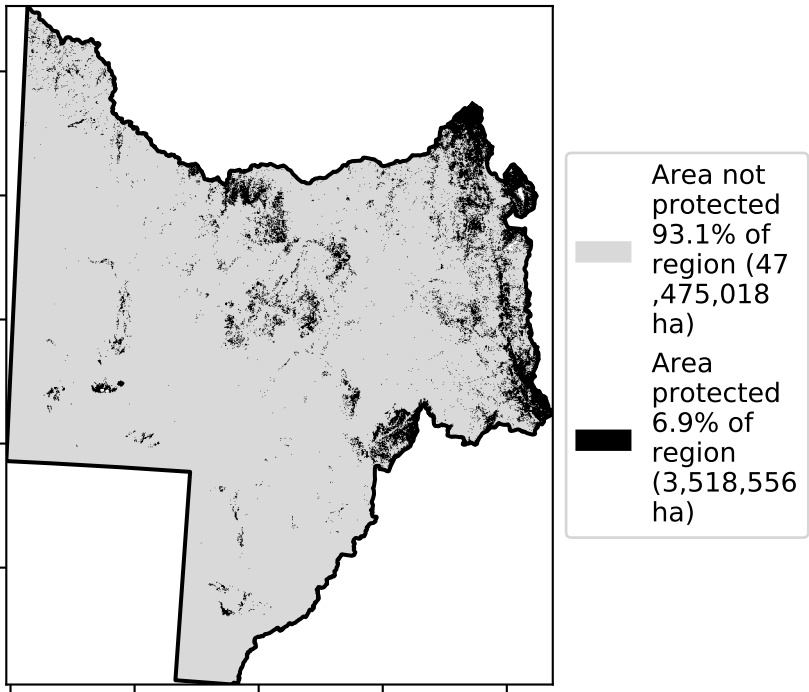 Area not
protected
93.1% of
region (47
,475,018
ha)
Area
protected
6.9% of
region
(3,518,556
ha)